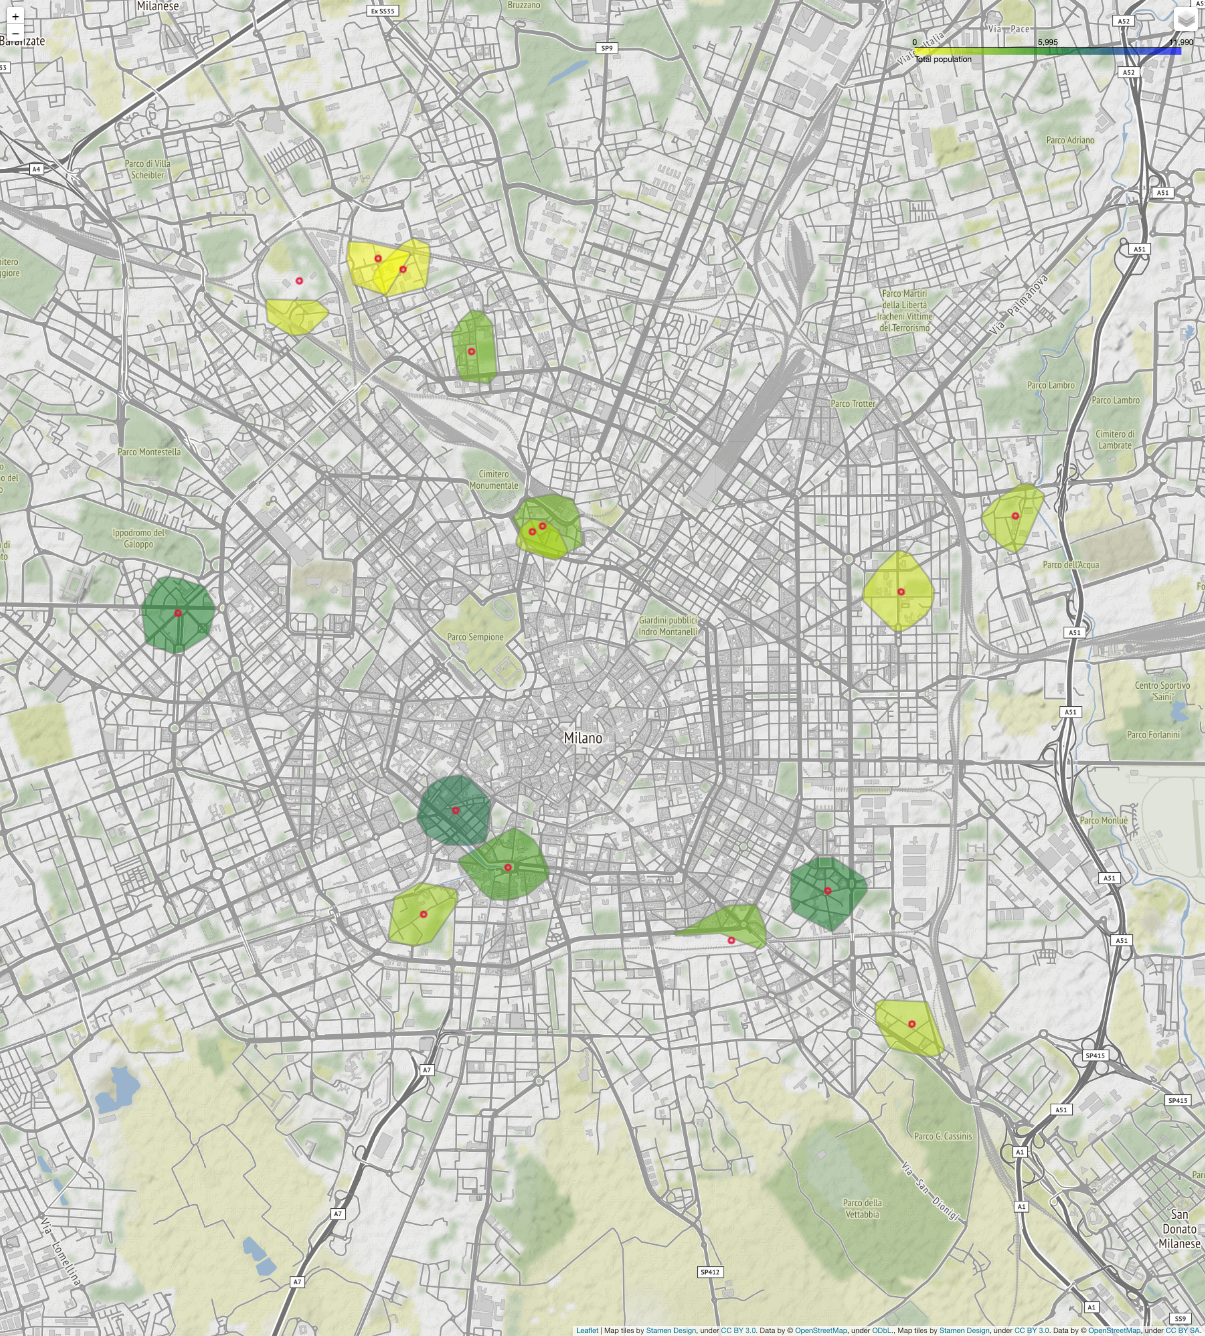 Milanese
Ex SS35
Bruzzano
+
−
SP9
Via Pace
A52
0
5,995
11,990
Total population
A52
Parco Adriano
A4
Parco di Villa
Scheibler
A51
A51
Parco Martiri
della Libertà
Iracheni Vittime
del Terrorismo
Via Palmanova
Parco Lambro
Parco Trotter
Parco Lambro
Cimitero di
Lambrate
Parco Montestella
Cimitero
Monumentale
Ippodromo del
Galoppo
Parco dell'Acqua
Giardini pubblici
Indro Montanelli
Parco Sempione
A51
Centro Sportivo
"Saini"
A51
Parco Forlanini
Milano
Parco Monluè
A51
A51
SP415
A7
SP415
A51
Parco G. Cassinis
A1
Via San Dionigi
Parco della
Vettabbia
A1
A7
San
Donato
Milanese
Via Lomellina
SP412
A7
A1
SS9
Leaflet | Map tiles by Stamen Design, under CC BY 3.0. Data by © OpenStreetMap, under ODbL., Map tiles by Stamen Design, under CC BY 3.0. Data by © OpenStreetMap, under CC BY SA.